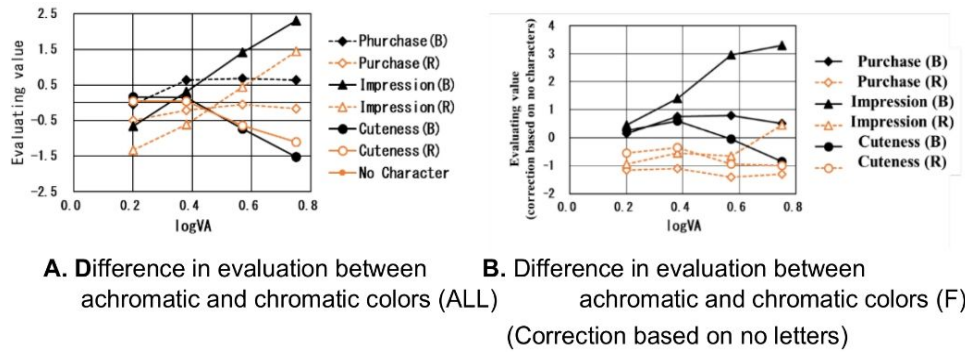 2.5
1.5
0.5
-0.5
-1.5
-2.5
Evaluating value
0.0 0.2 0.4 0.6 0.8
logVA
Phurchase(B)
Purchase(R)
Impression(B)
Impression(R)
Cuteness(B)
Cuteness(R)
No Character
A. Difference in evaluation between
achromatic and chromatic colors (ALL)
B.
4
3
2
1
0
-1
-2
Evaluating value
(correction based on no characters)
0.0 0.2 0.4 0.6 0.8
logVA
Purchase (B)
Purchase (R)
Impression (B)
Impression (R)
Cuteness (B)
Cuteness (R)
B. Difference in evaluation between
achromatic and chromatic colors (F)
(Correction based on no letters)